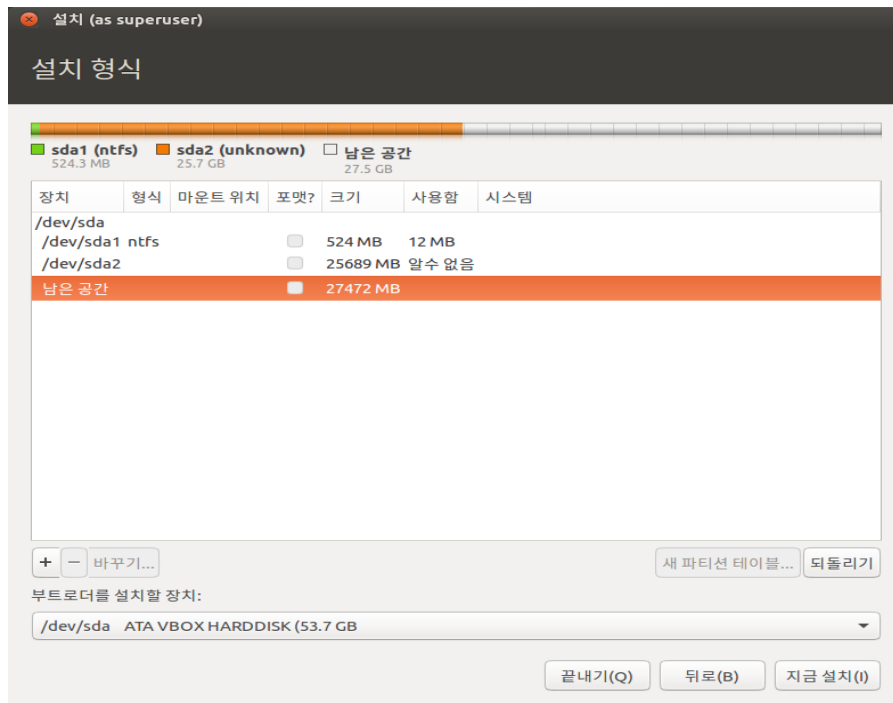 설치 (as superuser)
설치 형식
sda1 (ntfs) sda2 (unknown) 남은 공간
524.3 MB 25.7 GB 27.5 GB
장치 형식 마운트 위치 포맷? 크기 사용함 시스템
/dev/sda
/dev/sda1 ntfs 524 MB 12 MB
/dev/sda2 25689 MB 알수 없음
남은 공간 27472 MB
+ − 바꾸기... 새 파티션 테이블... 되돌리기
부트로더를 설치할 장치:
/dev/sda ATA VBOX HARDDISK (53.7 GB
끝내기(Q) 뒤로(B) 지금 설치(I)